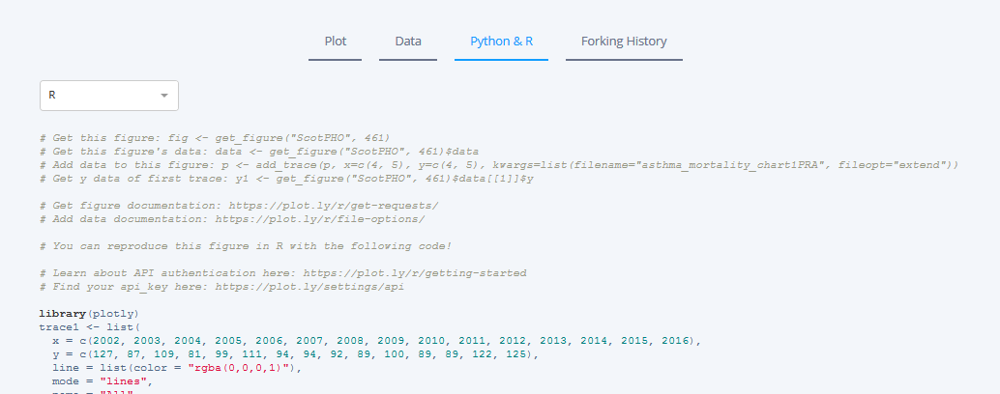 Plot Data Python & R Forking History
R
# Get this figure: fig <- get_figure("ScotPHO", 461)
# Get this figure's data: data <- get_figure("ScotPHO", 461)$data
# Add data to this figure: p <- add_trace(p, x=c(4, 5), y=c(4, 5), kwargs=list(filename="asthma_mortality_chart1PRA", fileopt="extend"))
# Get y data of first trace: y1 <- get_figure("ScotPHO", 461)$data[[1]]$y
# Get figure documentation: https://plot.ly/r/get-requests/
# Add data documentation: https://plot.ly/r/file-options/
# You can reproduce this figure in R with the following code!
# Learn about API authentication here: https://plot.ly/r/getting-started
# Find your api_key here: https://plot.ly/settings/api
library(plotly)
trace1 <- list(
x = c(2002, 2003, 2004, 2005, 2006, 2007, 2008, 2009, 2010, 2011, 2012, 2013, 2014, 2015, 2016),
y = c(127, 87, 109, 81, 99, 111, 94, 94, 92, 89, 100, 89, 89, 122, 125),
line = list(color = "rgba(0,0,0,1)"),
mode = "lines",
name = "All"